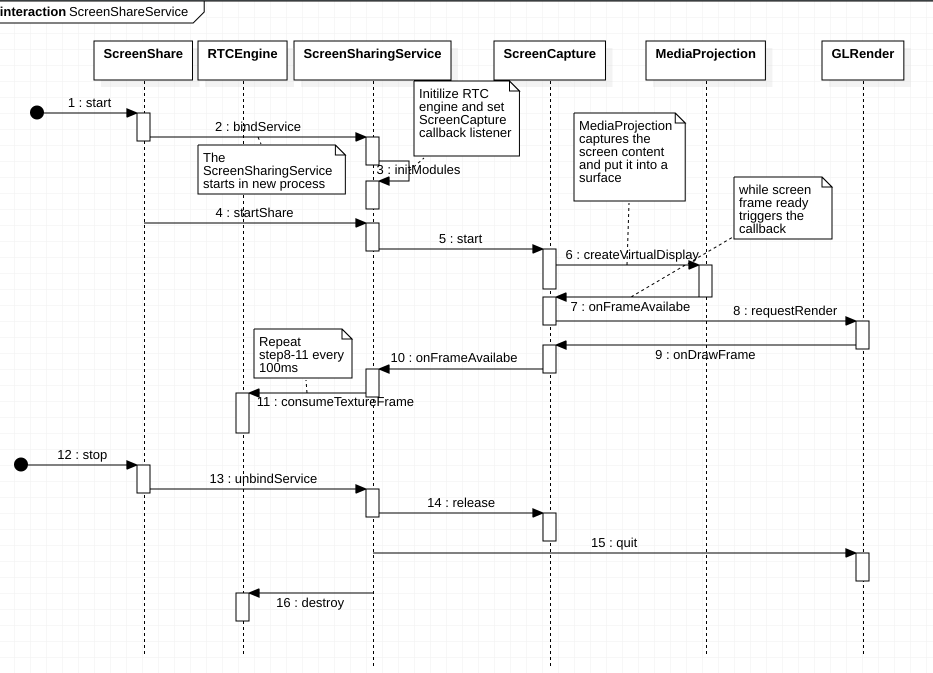 interaction ScreenShareService
ScreenShare
RTCEngine
ScreenSharingService
ScreenCapture
MediaProjection
GLRender
Initilize RTC
engine and set
ScreenCapture
callback listener
1 : start
2 : bindService
MediaProjection
captures the
screen content
and put it into a
surface
The
ScreenSharingService
starts in new process
3 : initModules
while screen
frame ready
triggers the
callback
4 : startShare
5 : start
6 : createVirtualDisplay
7 : onFrameAvailabe
8 : requestRender
Repeat
step8-11 every
100ms
9 : onDrawFrame
10 : onFrameAvailabe
11 : consumeTextureFrame
12 : stop
13 : unbindService
14 : release
15 : quit
16 : destroy